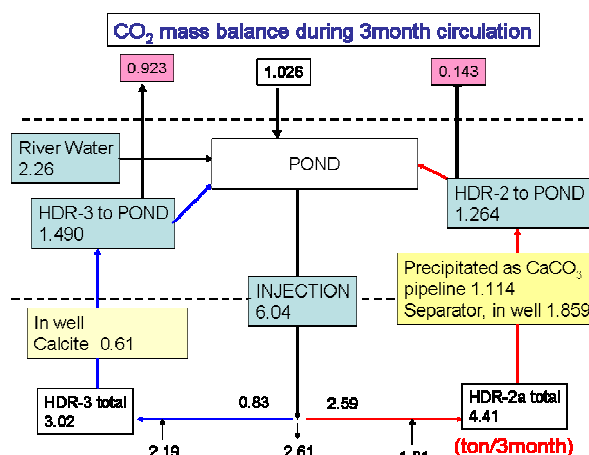 CO2 mass balance during 3month circulation
0.923
1.026
0.143
River Water
2.26
POND
HDR-3 to POND
1.490
HDR-2 to POND
1.264
INJECTION
6.04
Precipitated as CaCO3
pipeline 1.114
Separator, in well 1.859
In well
Calcite 0.61
HDR-3 total
3.02
0.83
2.59
HDR-2a total
4.41
2.19
2.61
(ton/3month)